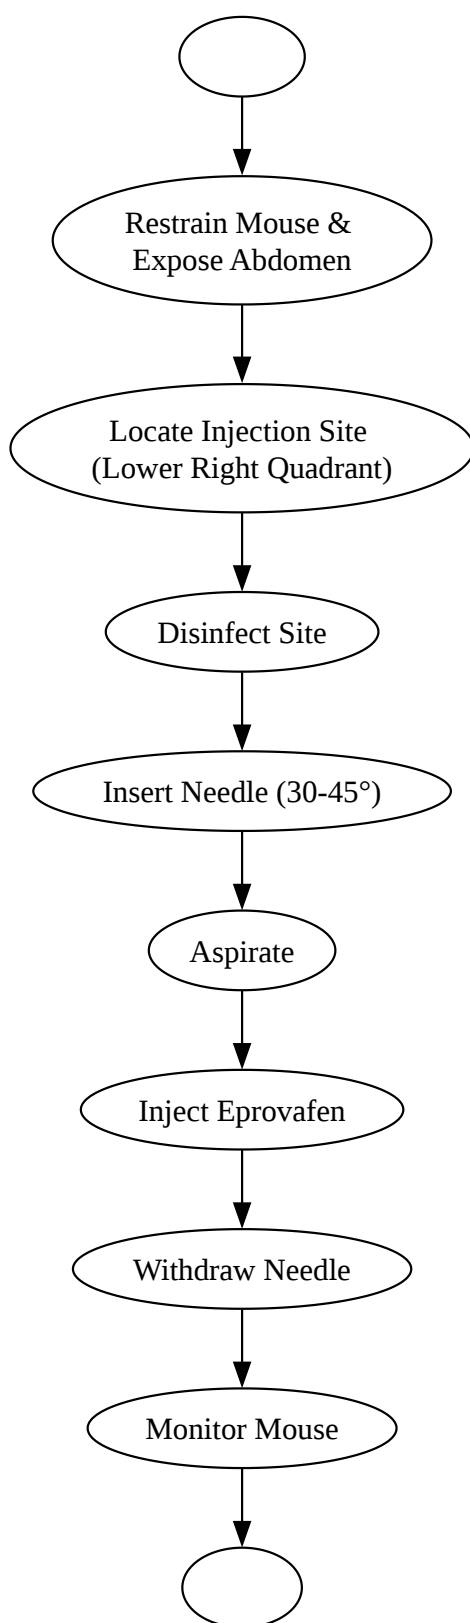 Restrain Mouse &
Expose Abdomen
Locate Injection Site
(Lower Right Quadrant)
Disinfect Site
Insert Needle (30-45°)
Aspirate
Inject Eprovafen
Withdraw Needle
Monitor Mouse